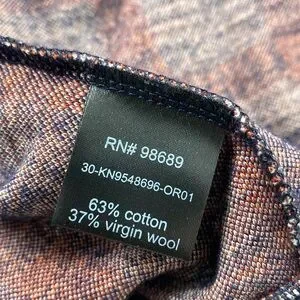 RN# 98689
30-KN9548696-OR01
63% cotton
37% virgin wool